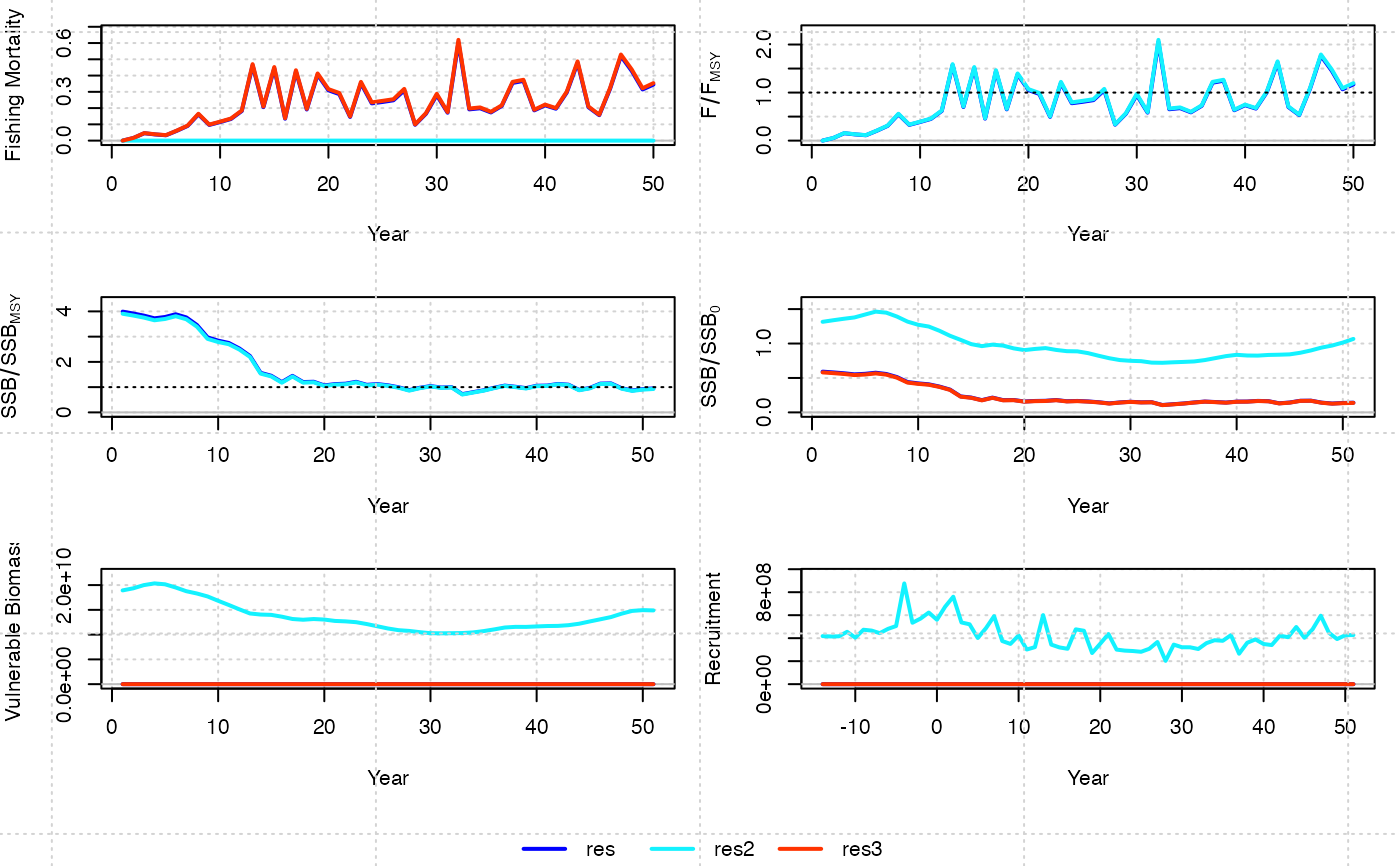 Fishing Mortality
0.0 0.3 0.6
0 10 20 30 40 50
Year
F/FMSY
0.0 1.0 2.0
0 10 20 30 40 50
Year
SSB/SSBMSY
0 2 4
0 10 20 30 40 50
Year
SSB/SSB0
0.0 1.0
0 10 20 30 40 50
Year
Vulnerable Biomass
0.0e+00 2.0e+10
0 10 20 30 40 50
Year
Recruitment
0e+00 8e+08
-10 0 10 20 30 40 50
Year
res res2 res3